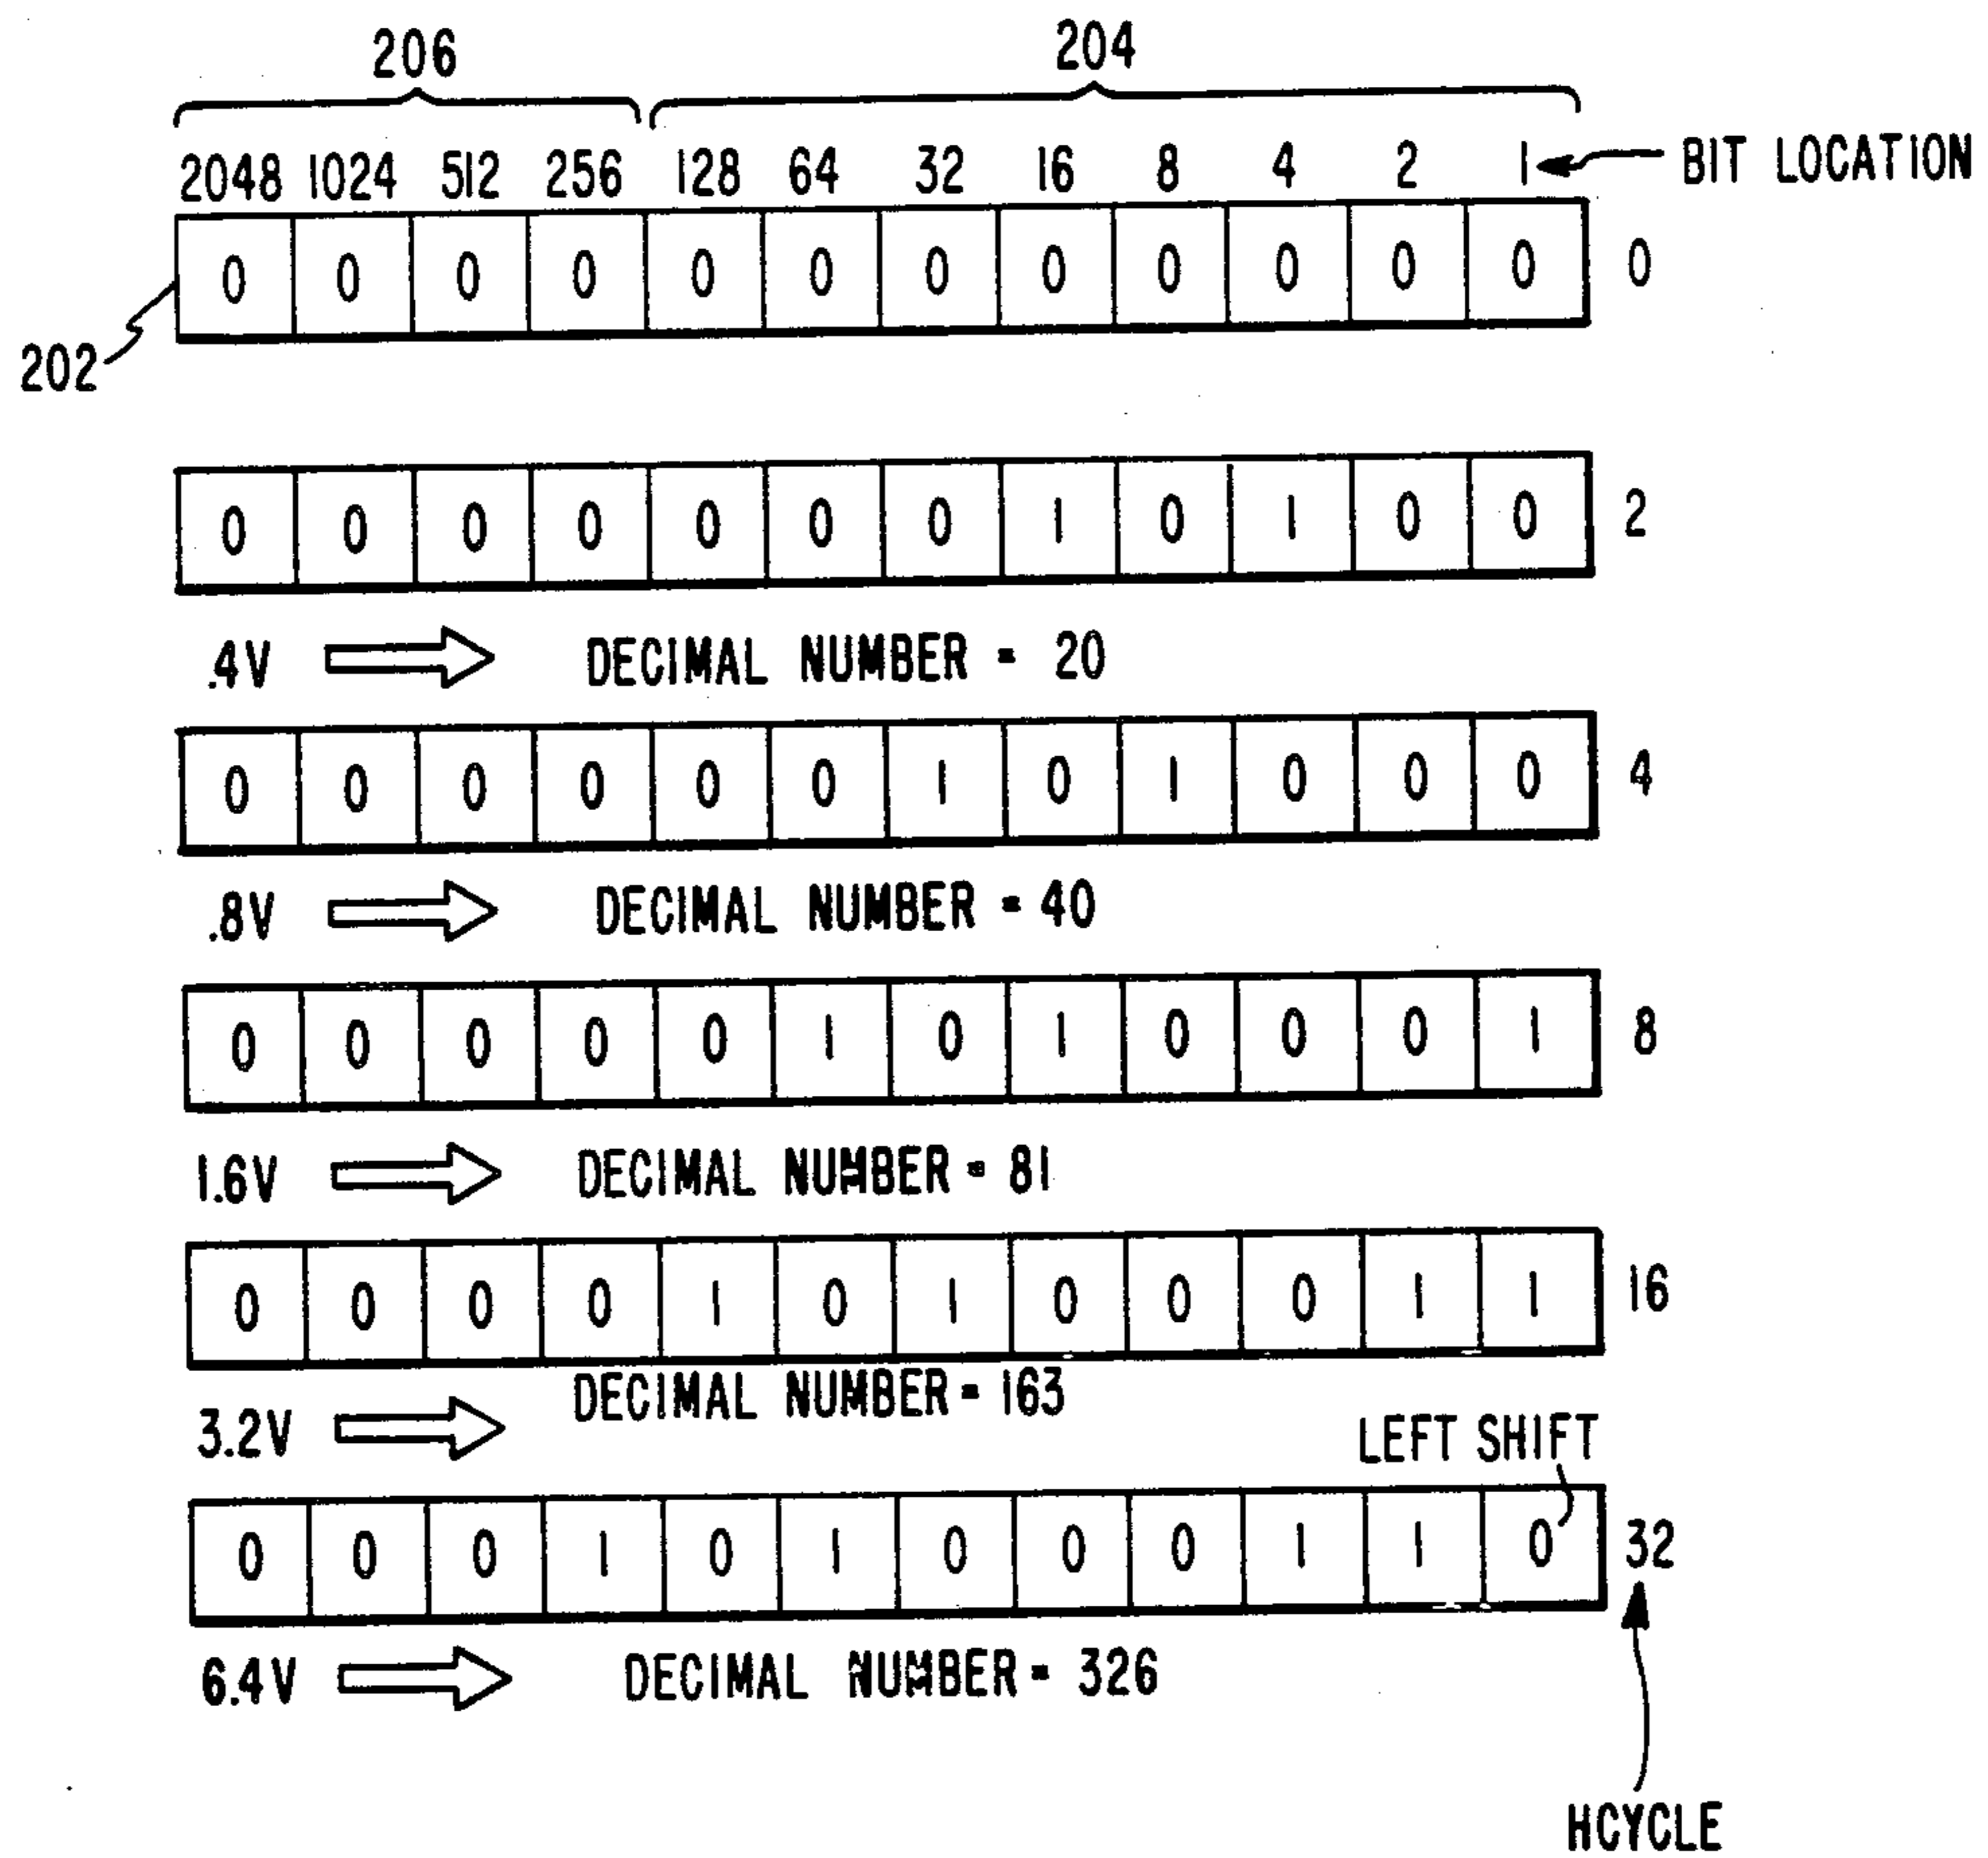 206 204
2048 1024 512 256 128 64 32 16 8 4 2 1 BIT LOCATION
0 0 0 0 0 0 0 0 0 0 0 0 0
202
0 0 0 0 0 0 0 1 0 1 0 0 2
.4V DECIMAL NUMBER = 20
0 0 0 0 0 0 1 0 1 0 0 0 4
.8V DECIMAL NUMBER = 40
0 0 0 0 0 1 0 1 0 0 0 1 8
1.6V DECIMAL NUMBER = 81
0 0 0 0 1 0 1 0 0 0 1 1 16
3.2V DECIMAL NUMBER = 163
LEFT SHIFT
0 0 0 1 0 1 0 0 0 1 1 0 32
6.4V DECIMAL NUMBER = 326
HCYCLE